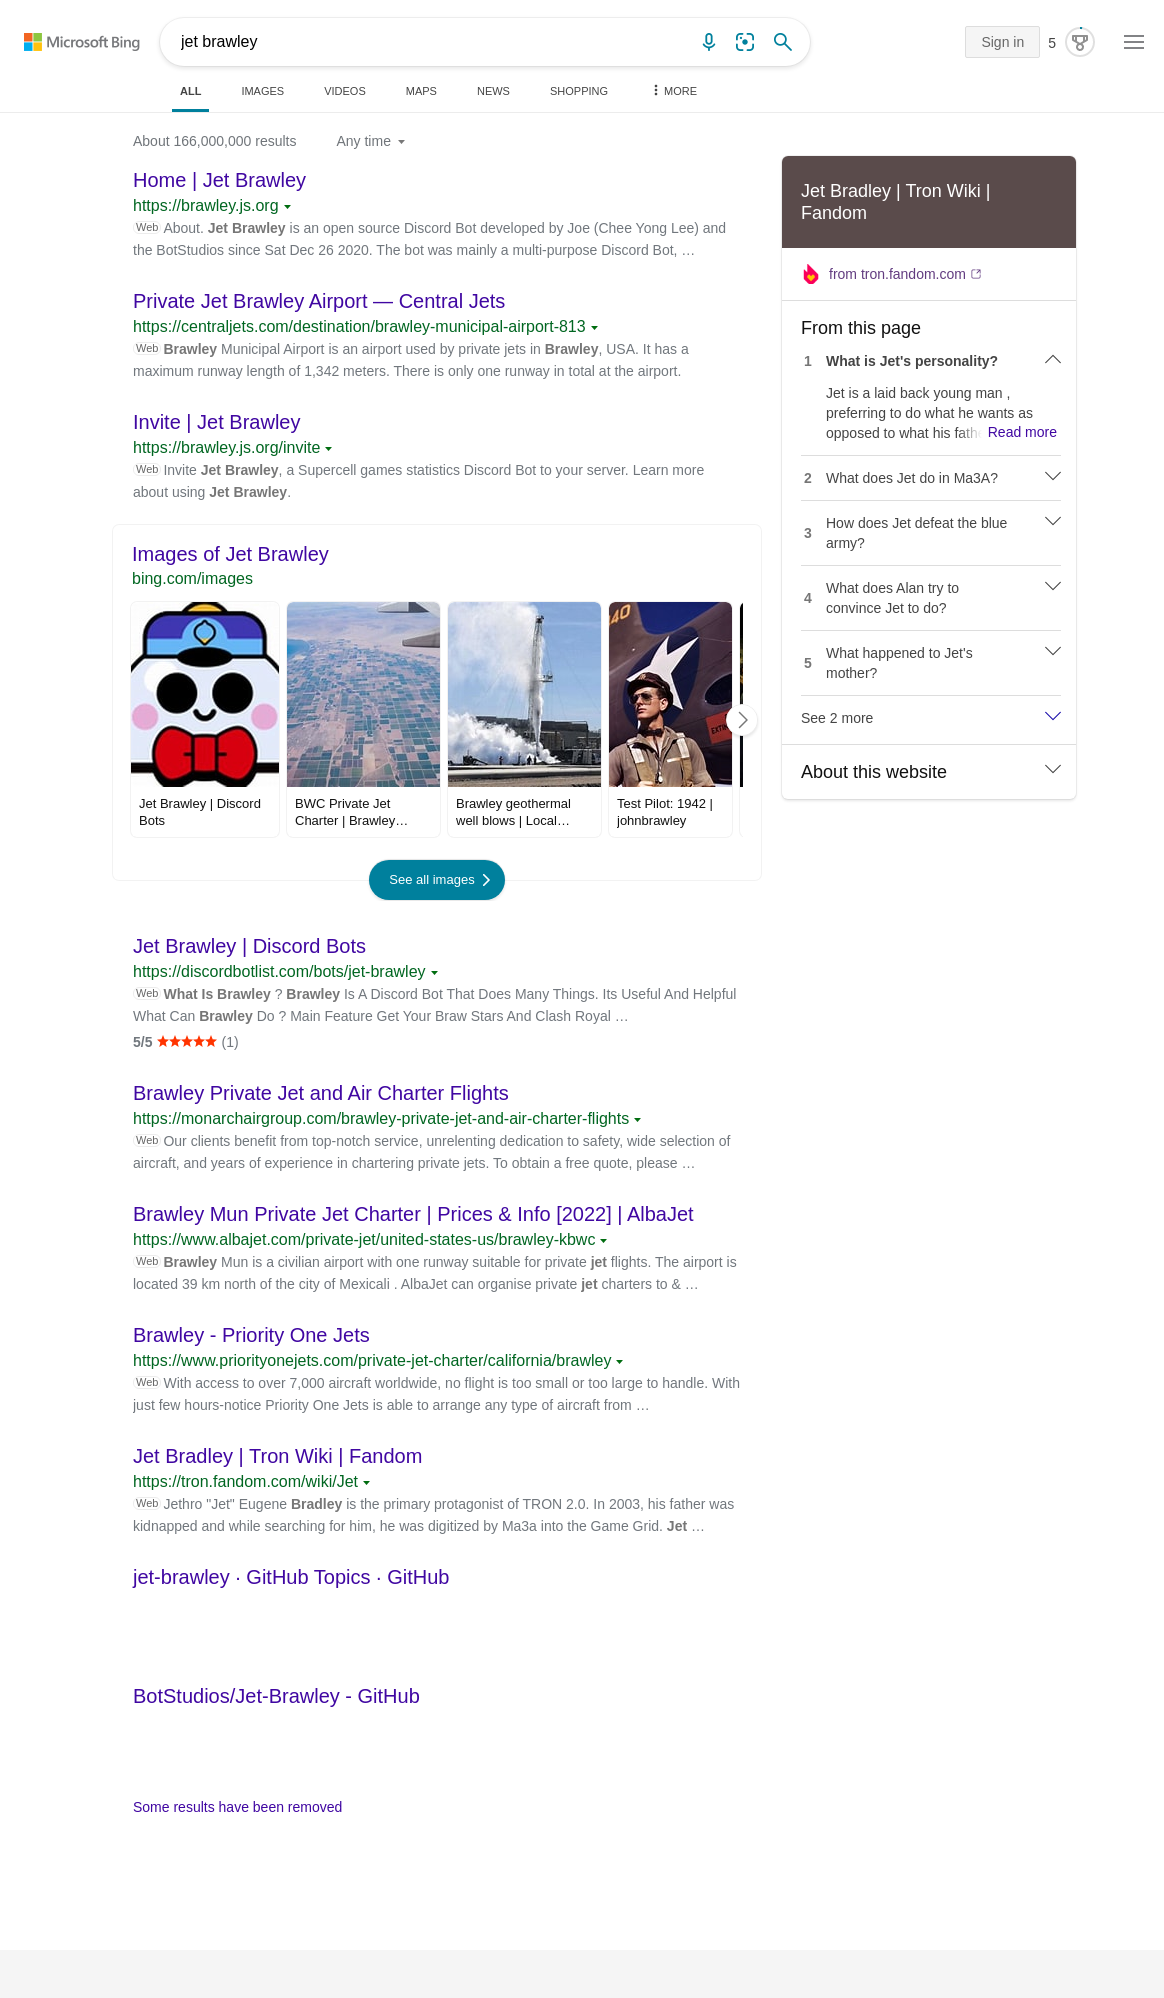 Microsoft Bing
jet brawley
Sign in
5
ALL
IMAGES
VIDEOS
MAPS
NEWS
SHOPPING
MORE
About 166,000,000 results
Any time
Home | Jet Brawley
https://brawley.js.org
Web About. Jet Brawley is an open source Discord Bot developed by Joe (Chee Yong Lee) and
the BotStudios since Sat Dec 26 2020. The bot was mainly a multi-purpose Discord Bot, …
Private Jet Brawley Airport — Central Jets
https://centraljets.com/destination/brawley-municipal-airport-813
Web Brawley Municipal Airport is an airport used by private jets in Brawley, USA. It has a
maximum runway length of 1,342 meters. There is only one runway in total at the airport.
Invite | Jet Brawley
https://brawley.js.org/invite
Web Invite Jet Brawley, a Supercell games statistics Discord Bot to your server. Learn more
about using Jet Brawley.
Images of Jet Brawley
bing.com/images
Jet Brawley | Discord
Bots
BWC Private Jet
Charter | Brawley…
Brawley geothermal
well blows | Local…
Test Pilot: 1942 |
johnbrawley
See all images
Jet Brawley | Discord Bots
https://discordbotlist.com/bots/jet-brawley
Web What Is Brawley ? Brawley Is A Discord Bot That Does Many Things. Its Useful And Helpful
What Can Brawley Do ? Main Feature Get Your Braw Stars And Clash Royal …
5/5 ★★★★★ (1)
Brawley Private Jet and Air Charter Flights
https://monarchairgroup.com/brawley-private-jet-and-air-charter-flights
Web Our clients benefit from top-notch service, unrelenting dedication to safety, wide selection of
aircraft, and years of experience in chartering private jets. To obtain a free quote, please …
Brawley Mun Private Jet Charter | Prices & Info [2022] | AlbaJet
https://www.albajet.com/private-jet/united-states-us/brawley-kbwc
Web Brawley Mun is a civilian airport with one runway suitable for private jet flights. The airport is
located 39 km north of the city of Mexicali . AlbaJet can organise private jet charters to & …
Brawley - Priority One Jets
https://www.priorityonejets.com/private-jet-charter/california/brawley
Web With access to over 7,000 aircraft worldwide, no flight is too small or too large to handle. With
just few hours-notice Priority One Jets is able to arrange any type of aircraft from …
Jet Bradley | Tron Wiki | Fandom
https://tron.fandom.com/wiki/Jet
Web Jethro "Jet" Eugene Bradley is the primary protagonist of TRON 2.0. In 2003, his father was
kidnapped and while searching for him, he was digitized by Ma3a into the Game Grid. Jet …
jet-brawley · GitHub Topics · GitHub
BotStudios/Jet-Brawley - GitHub
Some results have been removed
Jet Bradley | Tron Wiki |
Fandom
from tron.fandom.com
From this page
1 What is Jet's personality?
Jet is a laid back young man ,
preferring to do what he wants as
opposed to what his fath Read more
2 What does Jet do in Ma3A?
3 How does Jet defeat the blue
army?
4 What does Alan try to
convince Jet to do?
5 What happened to Jet's
mother?
See 2 more
About this website